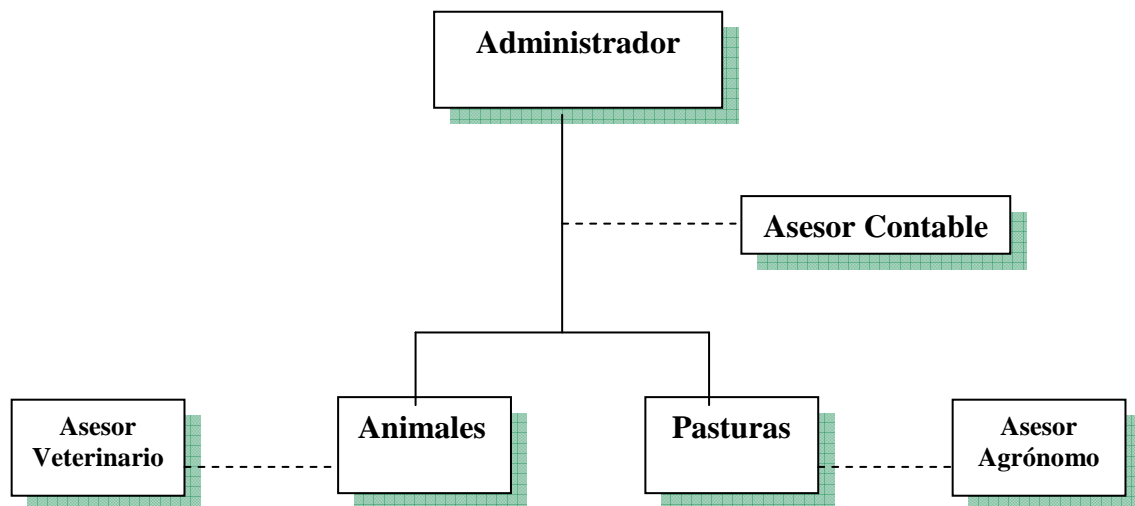 Administrador
Asesor Contable
Asesor
Veterinario
Animales
Pasturas
Asesor
Agrónomo